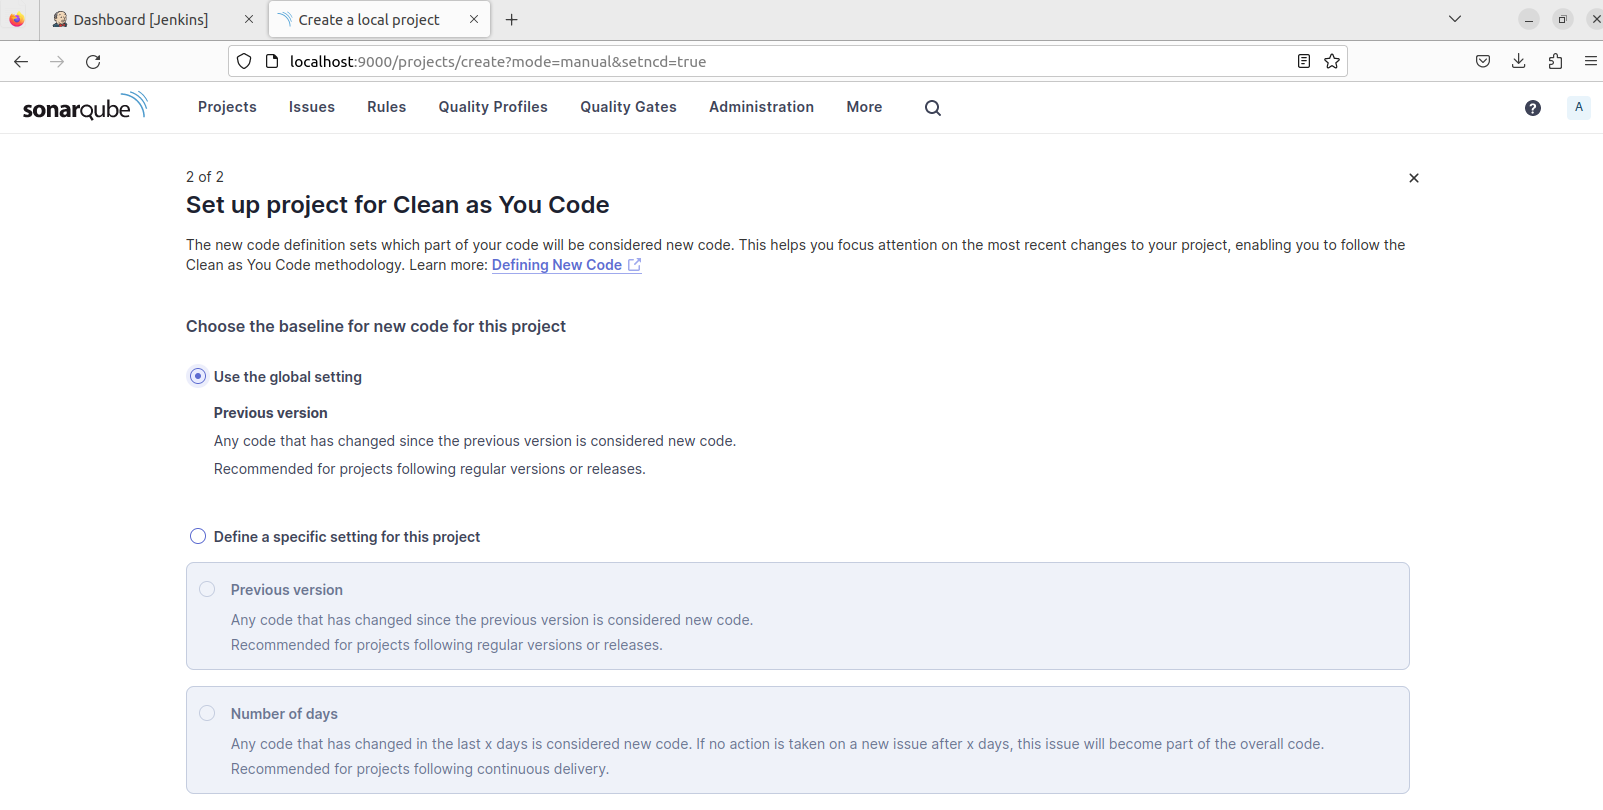 Dashboard [Jenkins]
Create a local project
localhost:9000/projects/create?mode=manual&setncd=true
sonarqube
Projects
Issues
Rules
Quality Profiles
Quality Gates
Administration
More
A
2 of 2
Set up project for Clean as You Code
The new code definition sets which part of your code will be considered new code. This helps you focus attention on the most recent changes to your project, enabling you to follow the
Clean as You Code methodology. Learn more: Defining New Code
Choose the baseline for new code for this project
Use the global setting
Previous version
Any code that has changed since the previous version is considered new code.
Recommended for projects following regular versions or releases.
Define a specific setting for this project
Previous version
Any code that has changed since the previous version is considered new code.
Recommended for projects following regular versions or releases.
Number of days
Any code that has changed in the last x days is considered new code. If no action is taken on a new issue after x days, this issue will become part of the overall code.
Recommended for projects following continuous delivery.